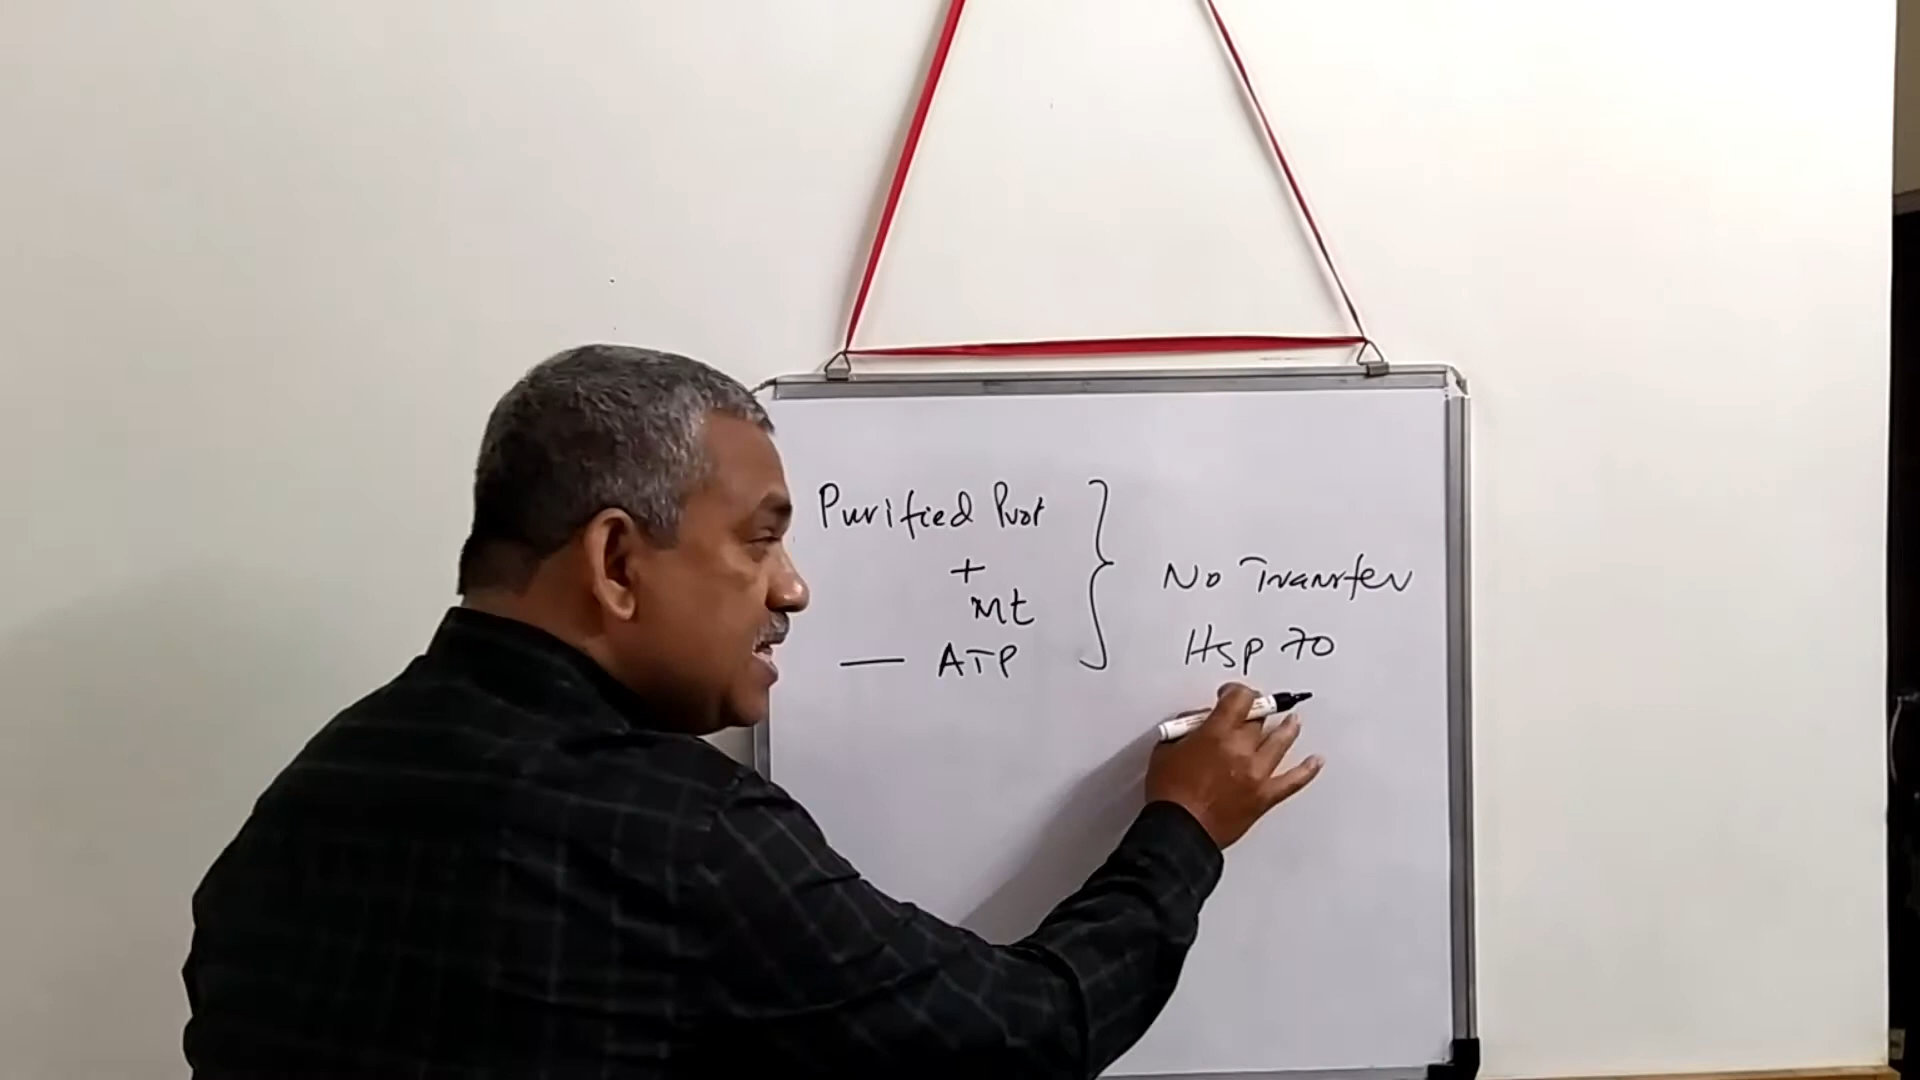 Purified Prot
+
Mt
— ATP
}
No Transfer
Hsp 70